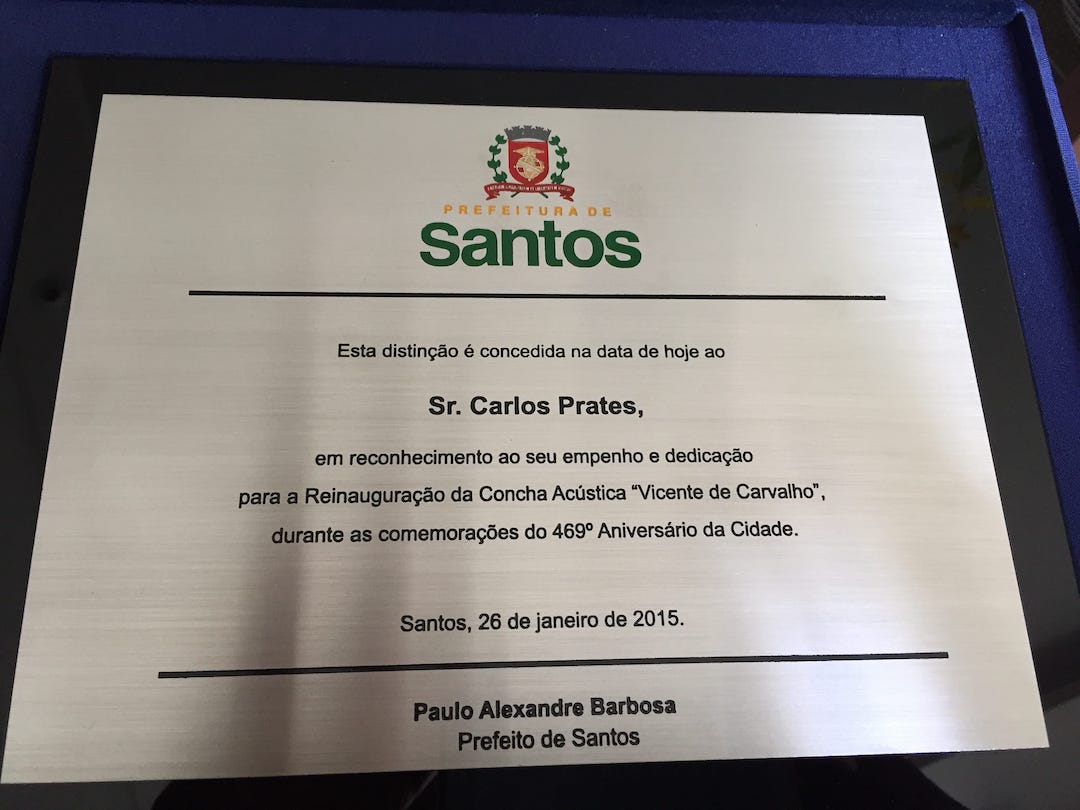 PREFEITURA DE
Santos
Esta distinção é concedida na data de hoje ao
Sr. Carlos Prates,
em reconhecimento ao seu empenho e dedicação
para a Reinauguração da Concha Acústica “Vicente de Carvalho”,
durante as comemorações do 469º Aniversário da Cidade.
Santos, 26 de janeiro de 2015.
Paulo Alexandre Barbosa
Prefeito de Santos